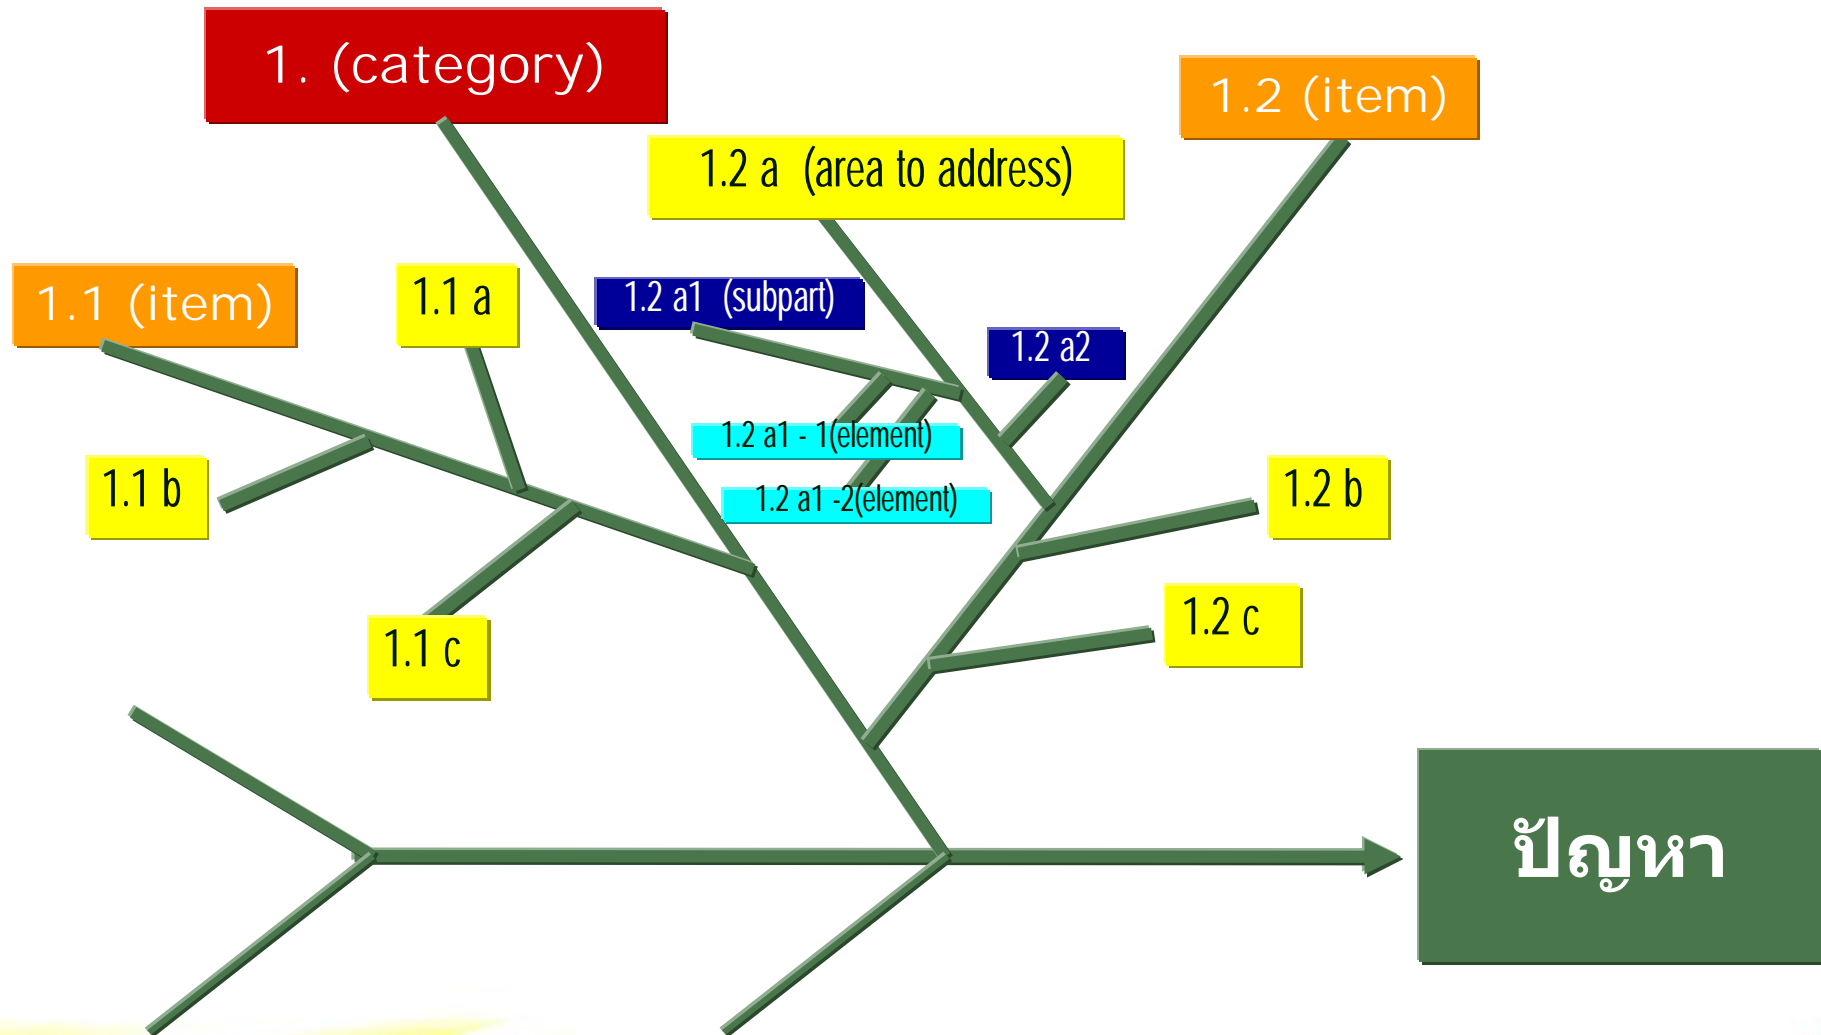 1. (category)
1.2 (item)
1.2 a (area to address)
1.1 (item)
1.1 a
1.2 a1 (subpart)
1.2 a2
1.2 a1 - 1(element)
1.1 b
1.2 b
1.2 a1 -2(element)
1.2 c
1.1 c
ปัญหา